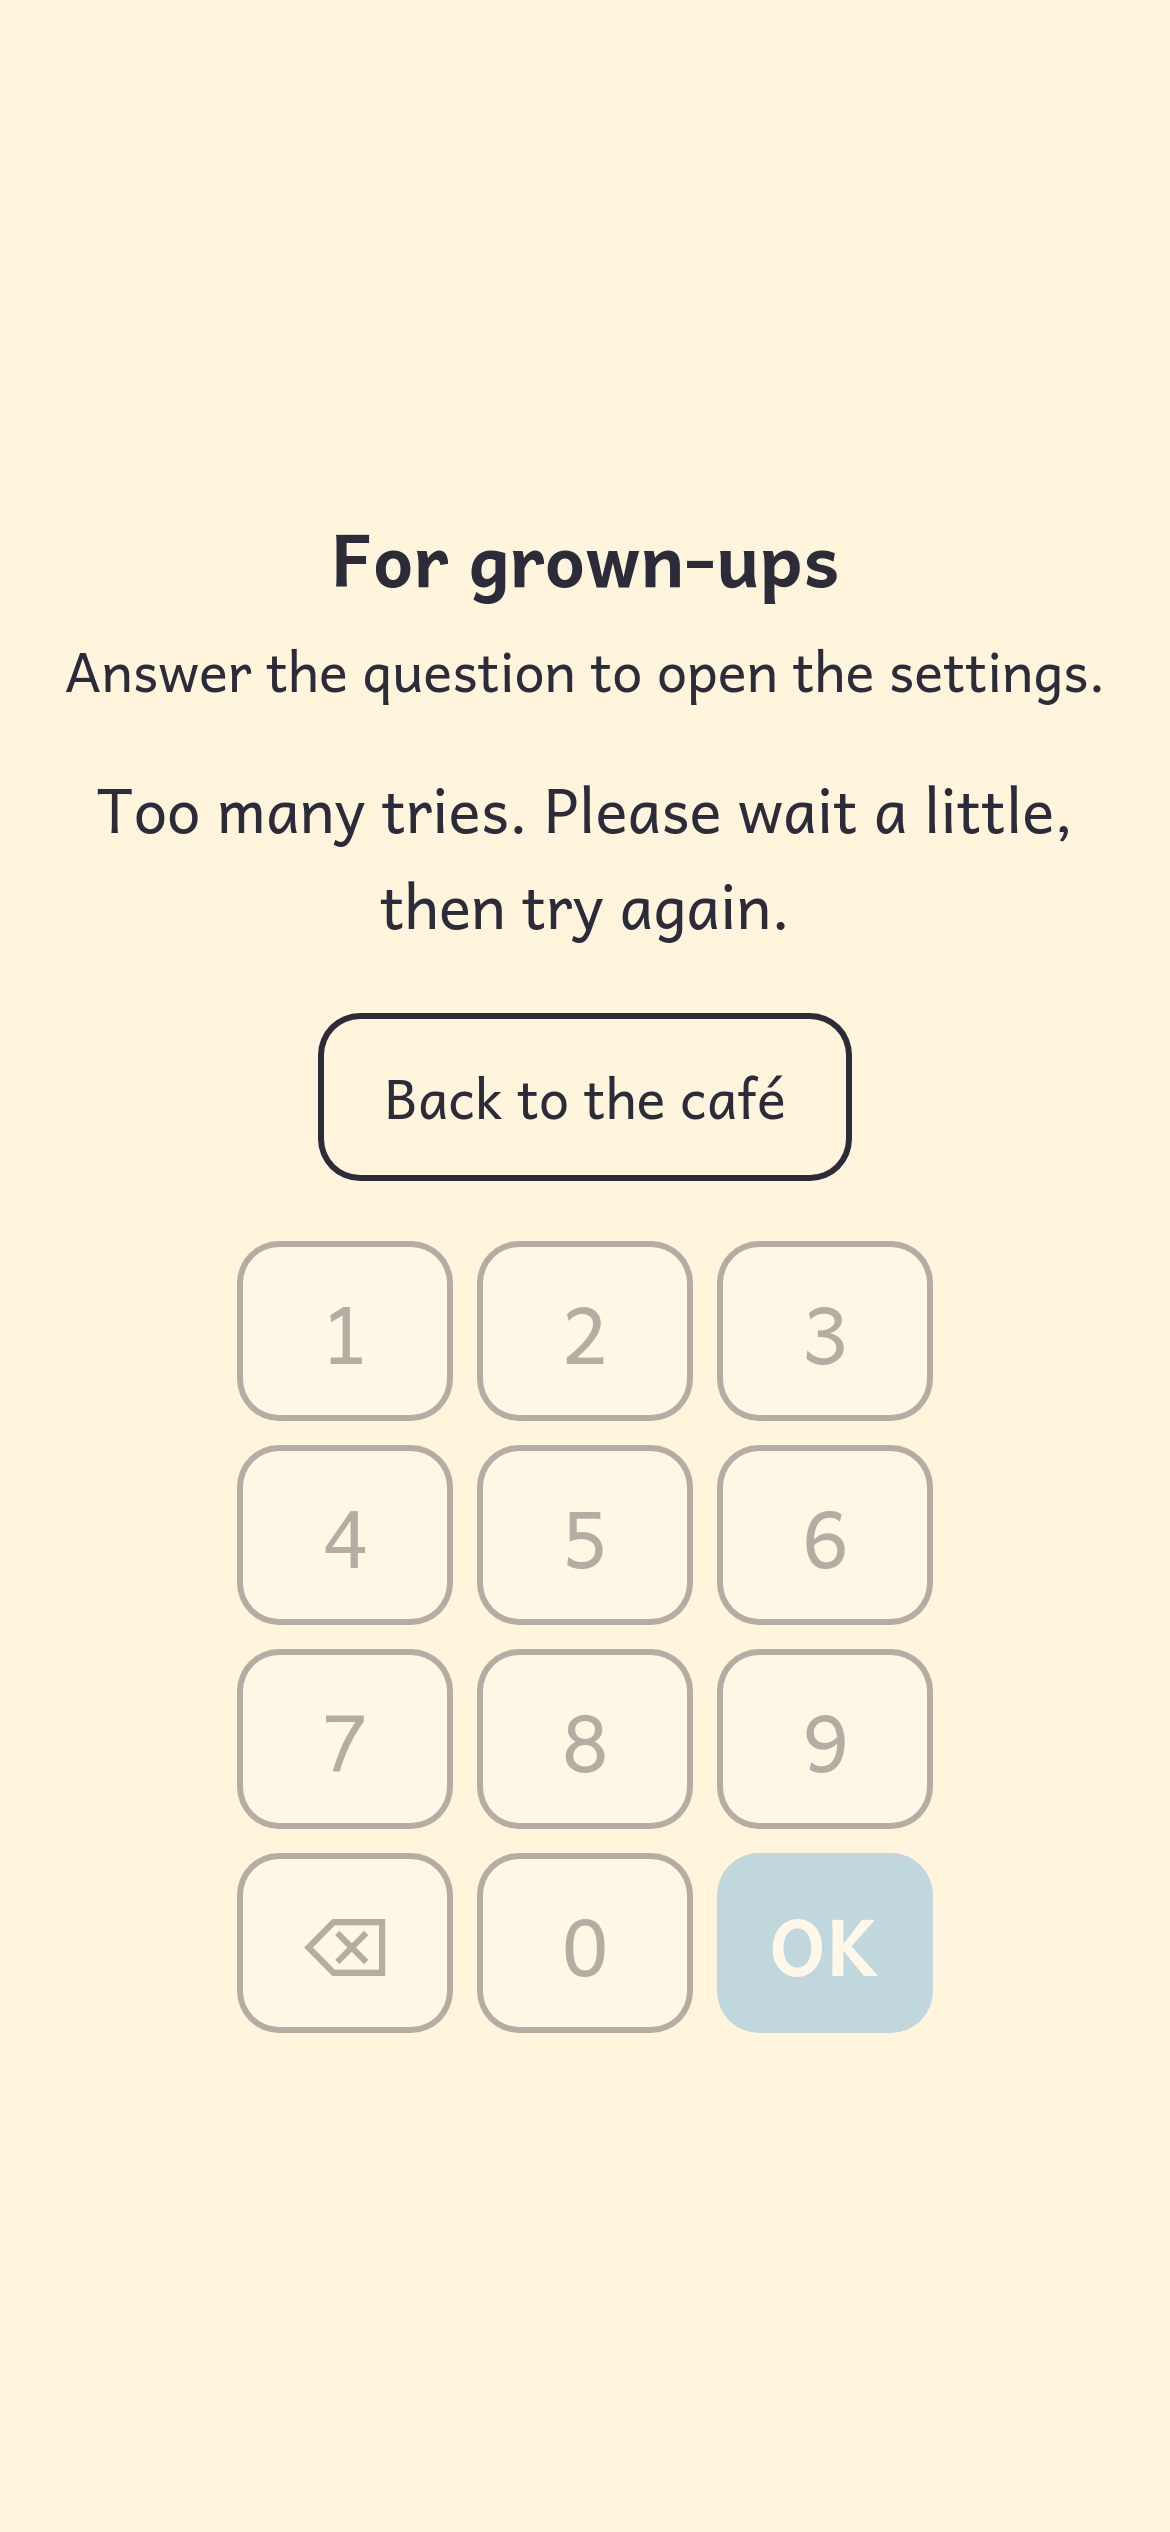 For grown-ups
Answer the question to open the settings.
Too many tries. Please wait a little,
then try again.
Back to the café
1 2 3
4 5 6
7 8 9
0 OK